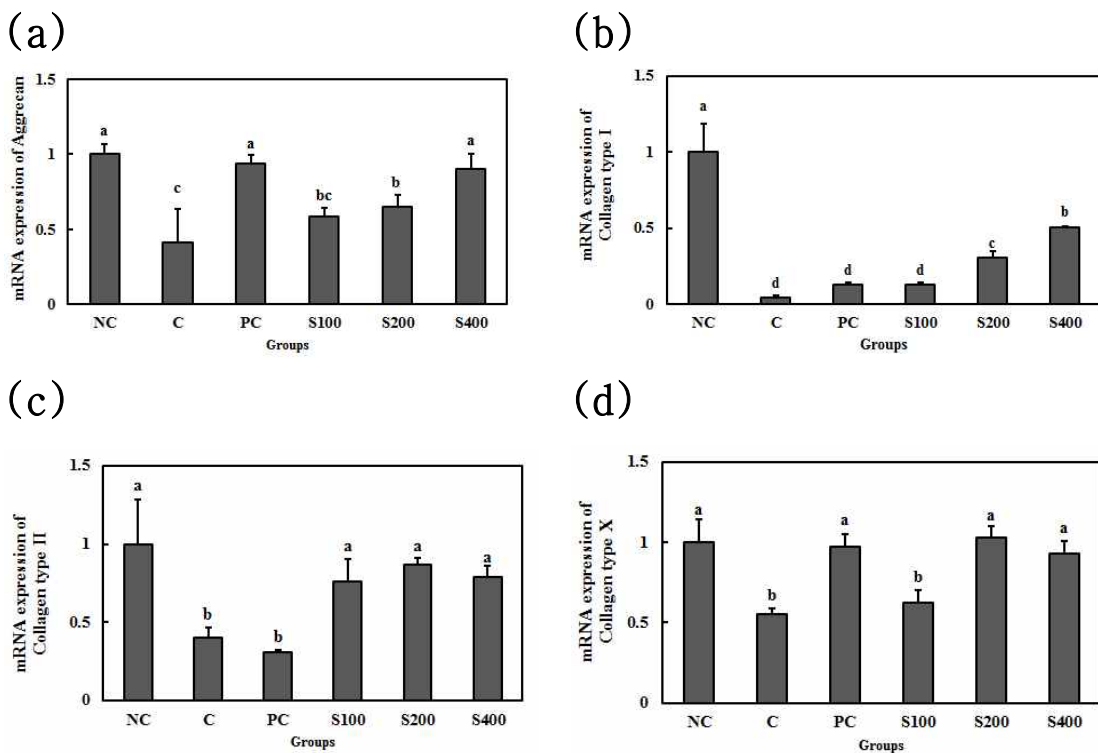 (a)
mRNA expression of Aggrecan
1.5
1
0.5
0
a
c
a
bc
b
a
NC C PC S100 S200 S400
Groups
(b)
mRNA expression of
Collagen type I
1.5
1
0.5
0
a
d
d
d
c
b
NC C PC S100 S200 S400
Groups
(c)
mRNA expression of
Collagen type II
1.5
1
0.5
0
a
b
b
a
a
a
NC C PC S100 S200 S400
Groups
(d)
mRNA expression of
Collagen type X
1.5
1
0.5
0
a
b
a
b
a
a
NC C PC S100 S200 S400
Groups